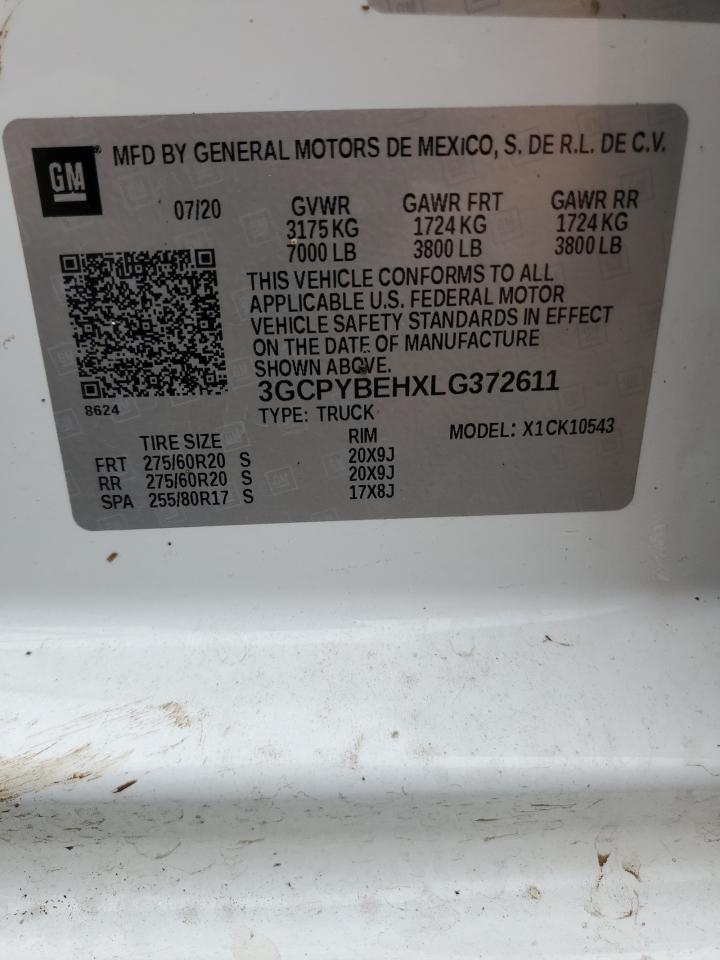 GM
MFD BY GENERAL MOTORS DE MEXICO, S. DE R.L. DE C.V.
07/20 GVWR GAWR FRT GAWR RR
3175 KG 1724 KG 1724 KG
7000 LB 3800 LB 3800 LB
THIS VEHICLE CONFORMS TO ALL
APPLICABLE U.S. FEDERAL MOTOR
VEHICLE SAFETY STANDARDS IN EFFECT
ON THE DATE OF MANUFACTURE
SHOWN ABOVE.
3GCPYBEHXLG372611
8624
TYPE: TRUCK
MODEL: X1CK10543
TIRE SIZE RIM
FRT 275/60R20 S 20X9J
RR 275/60R20 S 20X9J
SPA 255/80R17 S 17X8J